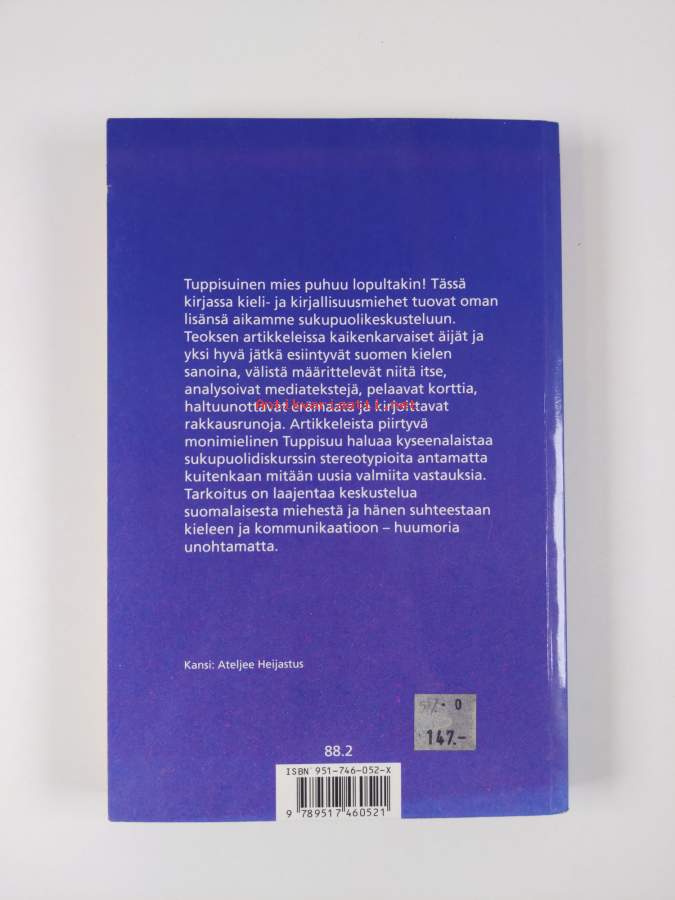 Tuppisuinen mies puhuu lopultakin! Tässä
kirjassa kieli- ja kirjallisuusmiehet tuovat oman
lisänsä aikamme sukupuolikeskusteluun.
Teoksen artikkeleissa kaikenkarvaiset äijät ja
yksi hyvä jätkä esiintyvät suomen kielen
sanoina, välistä määrittelevät niitä itse,
analysoivat mediatekstejä, pelaavat korttia,
haltuunottavat erämaata ja kirjoittavat
Antikvariaatti.net
rakkausrunoja. Artikkeleista piirtyvä
monimielinen Tuppisuu haluaa kyseenalaistaa
sukupuolidiskurssin stereotypioita antamatta
kuitenkaan mitään uusia valmiita vastauksia.
Tarkoitus on laajentaa keskustelua
suomalaisesta miehestä ja hänen suhteestaan
kieleen ja kommunikaatioon – huumoria
unohtamatta.
Kansi: Ateljee Heijastus
0
147.-
88.2
ISBN 951-746-052-X
9 789517 460521